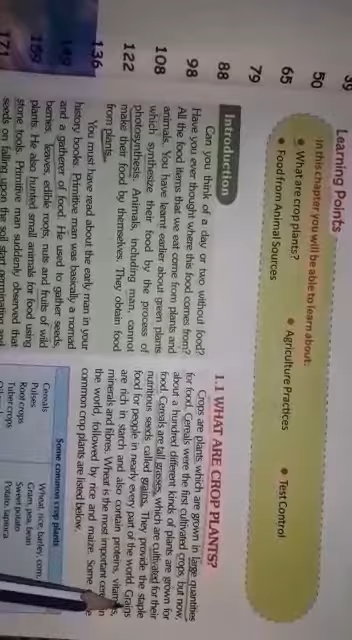 39
50
65
79
88
98
108
122
136
149
159
171
Learning Points
In this chapter you will be able to learn about:
• What are crop plants?
• Agriculture Practices
• Test Control
• Food from Animal Sources
Introduction
Can you think of a day or two without food?
Have you ever thought where this food comes from?
All the food items that we eat come from plants and
animals. You have learnt earlier about green plants
which synthesize their food by the process of
photosynthesis. Animals, including man, cannot
make their food by themselves. They obtain food
from plants.
You must have read about the early man in your
history books. Primitive man was basically a nomad
and a gatherer of food. He used to gather seeds,
berries, leaves, edible roots, nuts and fruits of wild
plants. He also hunted small animals for food using
stone tools. Primitive man suddenly observed that
seeds on falling upon the soil start germinating and
1.1 WHAT ARE CROP PLANTS?
Crops are plants which are grown in large quantities
for food. Cereals were the first cultivated crops, but now,
about a hundred different kinds of plants are grown for
food. Cereals are tall grasses, which are cultivated for their
nutritious seeds called grains. They provide the staple
food for people in nearly every part of the world. Grains
are rich in starch and also contain proteins, vitamins,
minerals and fibres. Wheat is the most important
the world, followed by rice and maize. Some
common crop plants are listed below.
Some common crop plants
Cereals Wheat, rice, barley, corn,
Pulses Gram, pea, bean
Root crops Sweet potato
Tuber crops Potato, tapioca